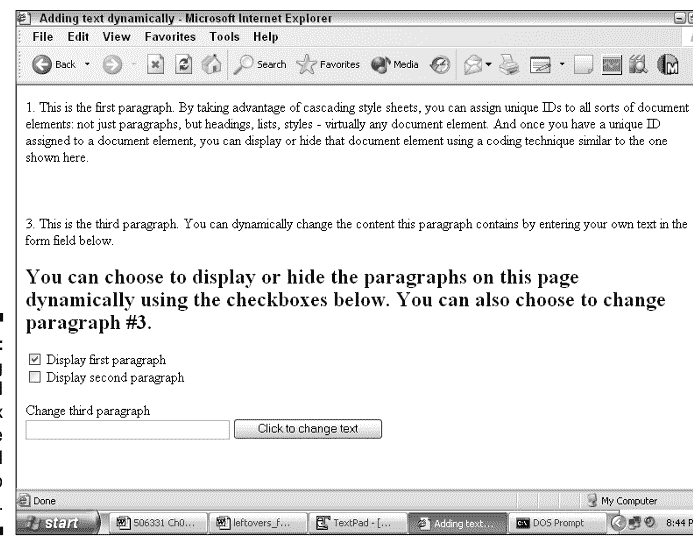 Adding text dynamically - Microsoft Internet Explorer
File Edit View Favorites Tools Help
Back Search Favorites Media
1. This is the first paragraph. By taking advantage of cascading style sheets, you can assign unique IDs to all sorts of document
elements: not just paragraphs, but headings, lists, styles - virtually any document element. And once you have a unique ID
assigned to a document element, you can display or hide that document element using a coding technique similar to the one
shown here.
3. This is the third paragraph. You can dynamically change the content this paragraph contains by entering your own text in the
form field below.
You can choose to display or hide the paragraphs on this page
dynamically using the checkboxes below. You can also choose to change
paragraph #3.
Display first paragraph
Display second paragraph
Change third paragraph
Click to change text
Done My Computer
start 506331 Ch0... leftovers_f... TextPad - [... Adding text... DOS Prompt 8:44 P